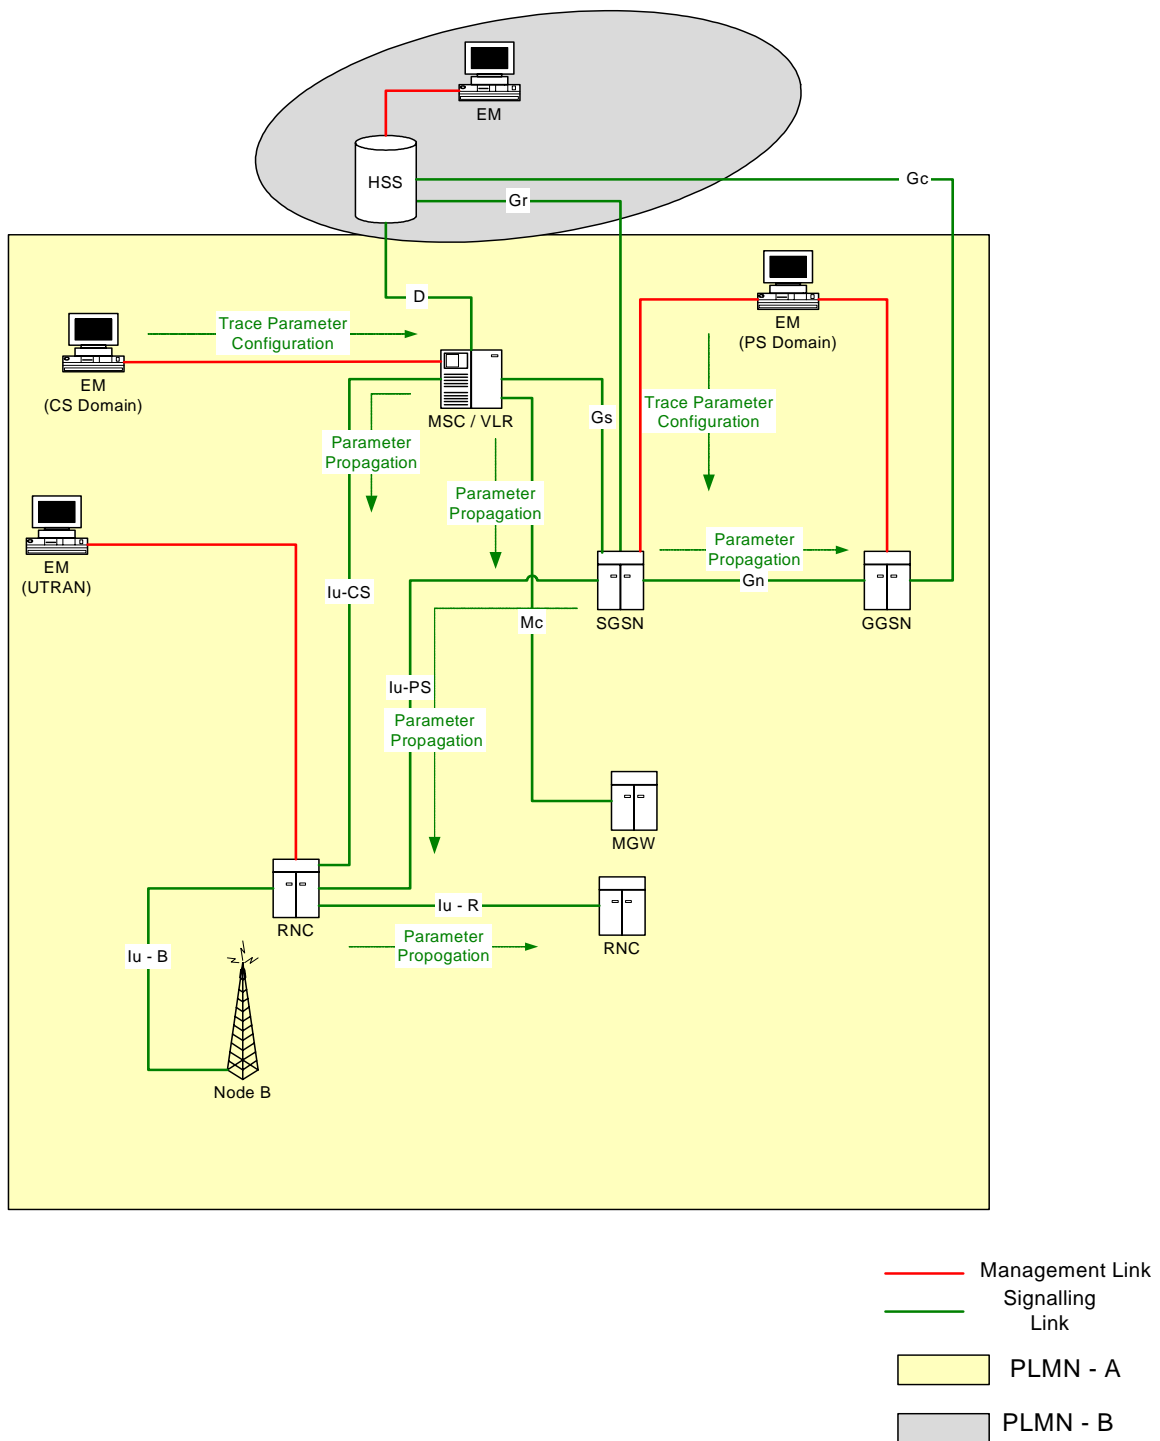 EM
HSS
Gc
Gr
D
Trace Parameter
Configuration
EM
(PS Domain)
EM
(CS Domain)
MSC / VLR
Gs
Trace Parameter
Configuration
Parameter
Propagation
Parameter
Propagation
Parameter
Propagation
EM
(UTRAN)
Iu-CS
Gn
Mc
SGSN
GGSN
Iu-PS
Parameter
Propagation
MGW
Iu - R
RNC
Parameter
Propogation
RNC
Iu - B
Node B
Management Link
Signalling
Link
PLMN - A
PLMN - B